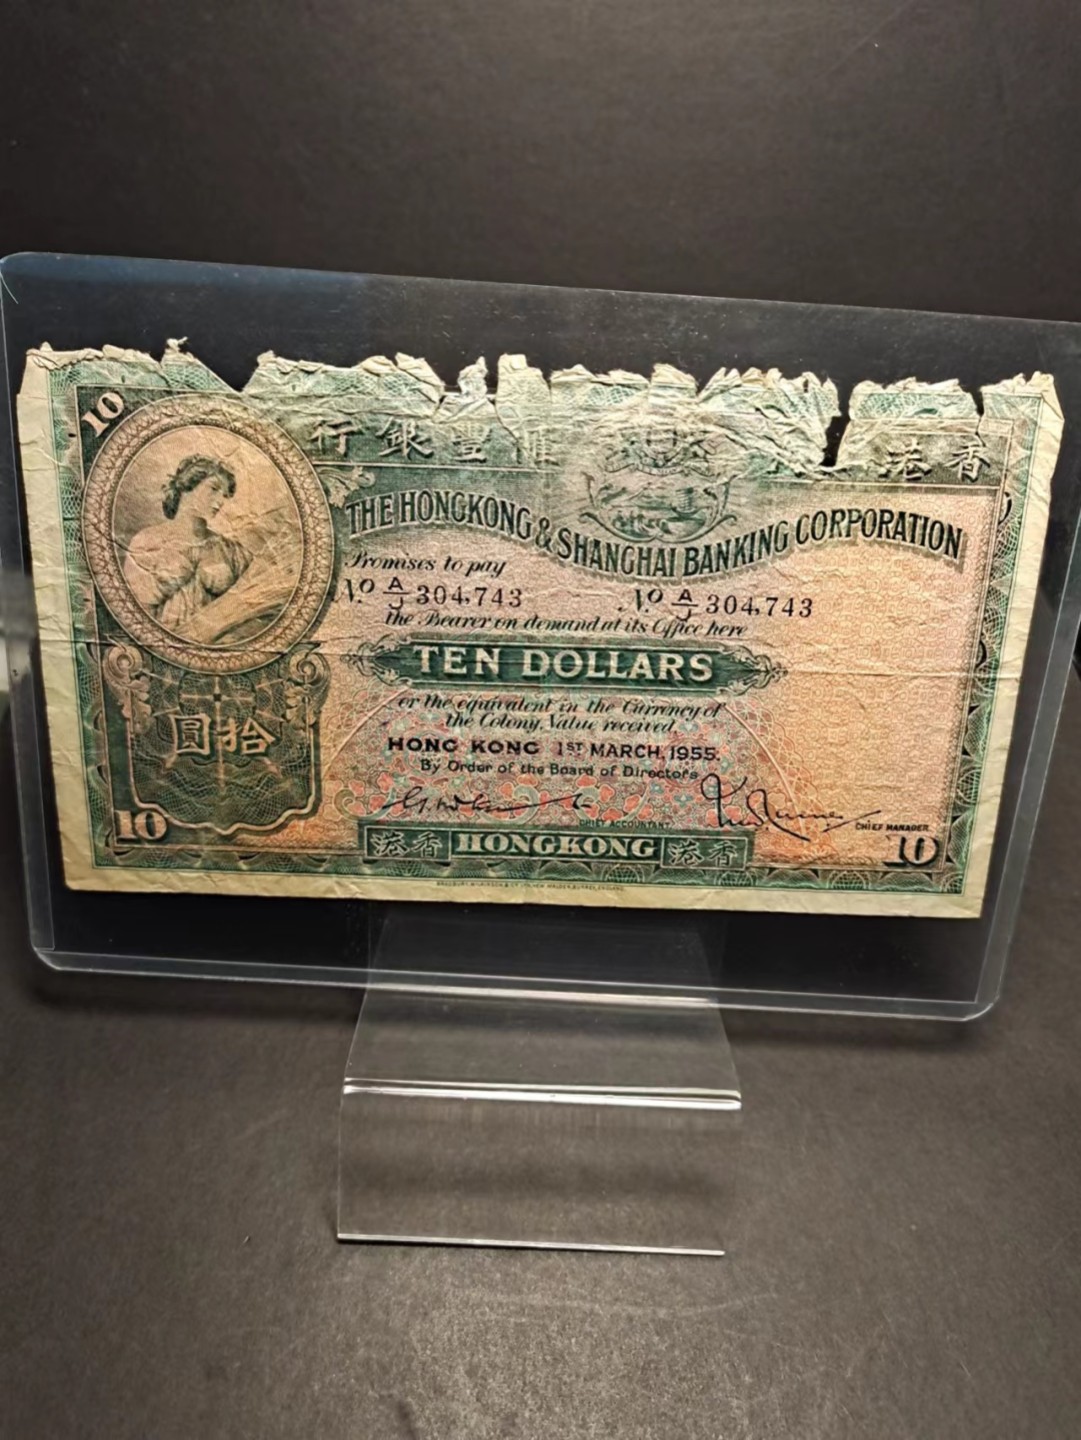 10
行銀豐滙 港香
THE HONGKONG & SHANGHAI BANKING CORPORATION
Promises to pay
No. A/J 304,743 No. A/J 304,743
the Bearer on demand at its Office here
TEN DOLLARS
or the equivalent in the Currency of
the Colony, Value received.
圓拾
HONG KONG 1ST MARCH, 1955.
By Order of the Board of Directors
CHIEF ACCOUNTANT.
CHIEF MANAGER
10 10
港香 HONGKONG 港香